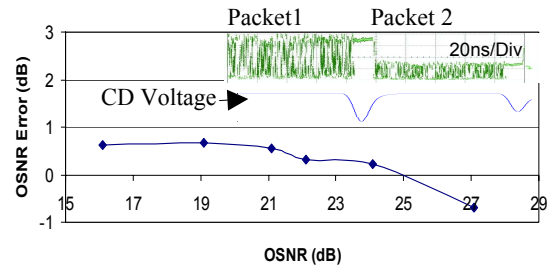 Packet1 Packet 2
20ns/Div
CD Voltage
OSNR Error (dB)
3
2
1
0
-1
15 17 19 21 23 25 27 29
OSNR (dB)